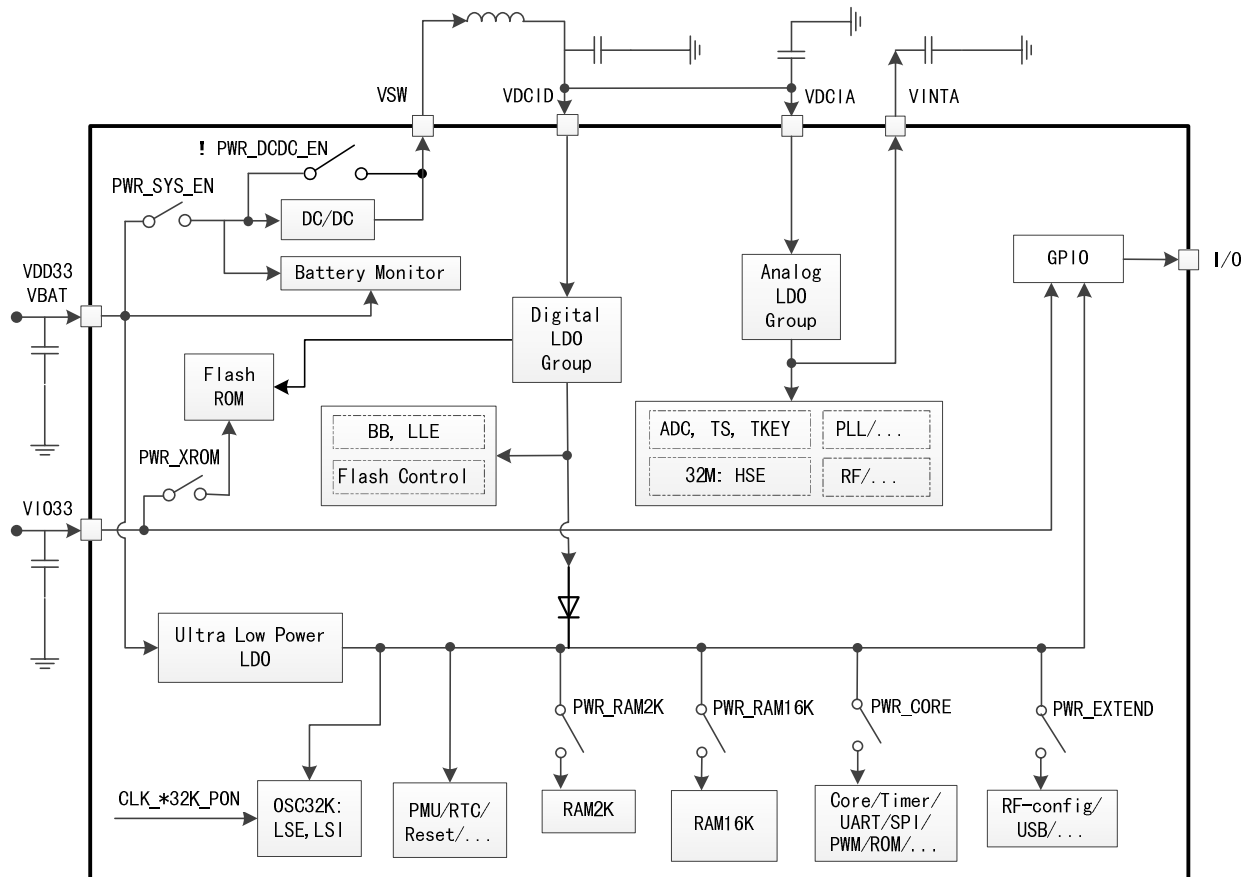 VSW
VDCID
VDCIA
VINTA
! PWR_DCDC_EN
PWR_SYS_EN
DC/DC
Battery Monitor
VDD33
VBAT
GPIO
I/O
Analog
LDO
Group
Digital
LDO
Group
Flash
ROM
BB, LLE
Flash Control
ADC, TS, TKEY
PLL/...
32M: HSE
RF/...
PWR_XROM
VIO33
Ultra Low Power
LDO
PWR_RAM2K
PWR_RAM16K
PWR_CORE
PWR_EXTEND
CLK_*32K_PON
OSC32K:
LSE, LSI
PMU/RTC/
Reset/...
RAM2K
RAM16K
Core/Timer/
UART/SPI/
PWM/ROM/...
RF-config/
USB/...